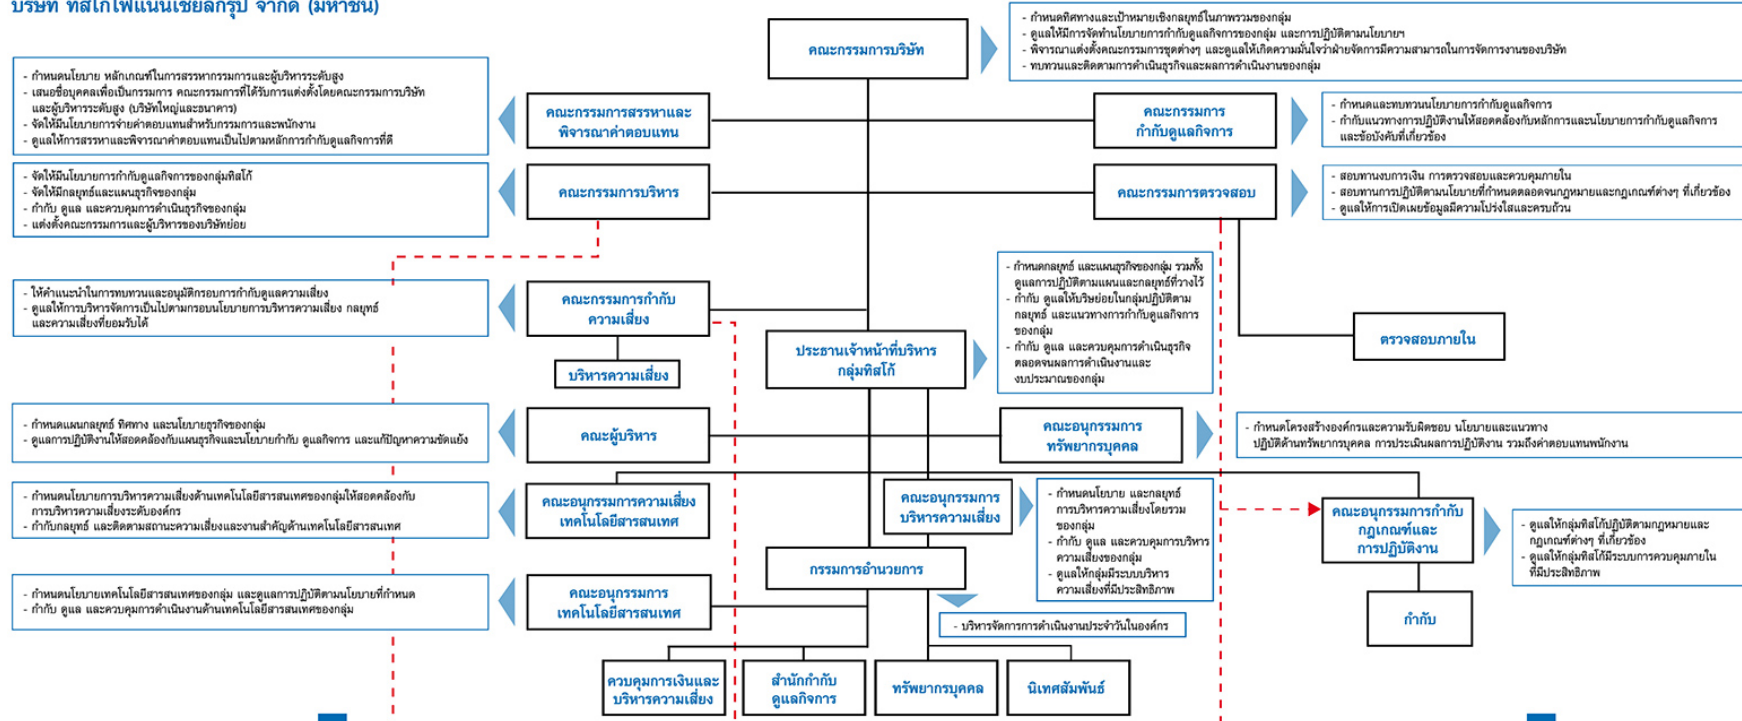 บริษัท ทิสโก้ไฟแนนเชียลกรุ๊ป จำกัด (มหาชน)
คณะกรรมการบริษัท
- กำหนดทิศทางและเป้าหมายเชิงกลยุทธ์ในภาพรวมของกลุ่ม
- ดูแลให้มีการจัดทำนโยบายการกำกับดูแลกิจการของกลุ่ม และการปฏิบัติตามนโยบายฯ
- พิจารณาแต่งตั้งคณะกรรมการชุดต่างๆ และดูแลให้เกิดความมั่นใจว่าฝ่ายจัดการมีความสามารถในการจัดการงานของบริษัท
- ทบทวนและติดตามการดำเนินธุรกิจและผลการดำเนินงานของกลุ่ม
- กำหนดนโยบาย หลักเกณฑ์ในการสรรหากรรมการและผู้บริหารระดับสูง
- เสนอชื่อบุคคลเพื่อเป็นกรรมการ คณะกรรมการที่ได้รับการแต่งตั้งโดยคณะกรรมการบริษัท
และผู้บริหารระดับสูง (บริษัทใหญ่และธนาคาร)
- จัดให้มีนโยบายการจ่ายค่าตอบแทนสำหรับกรรมการและพนักงาน
- ดูแลให้การสรรหาและพิจารณาค่าตอบแทนเป็นไปตามหลักการกำกับดูแลกิจการที่ดี
คณะกรรมการสรรหาและ
พิจารณาค่าตอบแทน
คณะกรรมการ
กำกับดูแลกิจการ
- กำหนดและทบทวนนโยบายการกำกับดูแลกิจการ
- กำกับแนวทางการปฏิบัติงานให้สอดคล้องกับหลักการและนโยบายการกำกับดูแลกิจการ
และข้อบังคับที่เกี่ยวข้อง
- จัดให้มีนโยบายการกำกับดูแลกิจการของกลุ่มทิสโก้
- จัดให้มีกลยุทธ์และแผนธุรกิจของกลุ่ม
- กำกับ ดูแล และควบคุมการดำเนินธุรกิจของกลุ่ม
- แต่งตั้งคณะกรรมการและผู้บริหารของบริษัทย่อย
คณะกรรมการบริหาร
คณะกรรมการตรวจสอบ
- สอบทานงบการเงิน การตรวจสอบและควบคุมภายใน
- สอบทานการปฏิบัติตามนโยบายที่กำหนดตลอดจนกฎหมายและกฎเกณฑ์ต่างๆ ที่เกี่ยวข้อง
- ดูแลให้การเปิดเผยข้อมูลมีความโปร่งใสและครบถ้วน
- ให้คำแนะนำในการทบทวนและอนุมัติกรอบการกำกับดูแลความเสี่ยง
- ดูแลให้การบริหารจัดการเป็นไปตามกรอบนโยบายการบริหารความเสี่ยง กลยุทธ์
และความเสี่ยงที่ยอมรับได้
คณะกรรมการกำกับ
ความเสี่ยง
บริหารความเสี่ยง
ประธานเจ้าหน้าที่บริหาร
กลุ่มทิสโก้
- กำหนดกลยุทธ์ และแผนธุรกิจของกลุ่ม รวมทั้ง
ดูแลการปฏิบัติตามแผนและกลยุทธ์ที่วางไว้
- กำกับ ดูแลให้บริษัทย่อยในกลุ่มปฏิบัติตาม
กลยุทธ์ และแนวทางการกำกับดูแลกิจการ
ของกลุ่ม
- กำกับ ดูแล และควบคุมการดำเนินธุรกิจ
ตลอดจนผลการดำเนินงานและ
งบประมาณของกลุ่ม
ตรวจสอบภายใน
- กำหนดแผนกลยุทธ์ ทิศทาง และนโยบายธุรกิจของกลุ่ม
- ดูแลการปฏิบัติงานให้สอดคล้องกับแผนธุรกิจและนโยบายกำกับ ดูแลกิจการ และแก้ปัญหาความขัดแย้ง
คณะผู้บริหาร
คณะอนุกรรมการ
ทรัพยากรบุคคล
- กำหนดโครงสร้างองค์กรและความรับผิดชอบ นโยบายและแนวทาง
ปฏิบัติด้านทรัพยากรบุคคล การประเมินผลการปฏิบัติงาน รวมถึงค่าตอบแทนพนักงาน
- กำหนดนโยบายการบริหารความเสี่ยงด้านเทคโนโลยีสารสนเทศของกลุ่มให้สอดคล้องกับ
การบริหารความเสี่ยงระดับองค์กร
- กำกับกลยุทธ์ และติดตามสถานะความเสี่ยงและงานสำคัญด้านเทคโนโลยีสารสนเทศ
คณะอนุกรรมการความเสี่ยง
เทคโนโลยีสารสนเทศ
คณะอนุกรรมการ
บริหารความเสี่ยง
- กำหนดนโยบาย และกลยุทธ์
การบริหารความเสี่ยงโดยรวม
ของกลุ่ม
- กำกับ ดูแล และควบคุมการบริหาร
ความเสี่ยงของกลุ่ม
- ดูแลให้กลุ่มมีระบบบริหาร
ความเสี่ยงที่มีประสิทธิภาพ
คณะอนุกรรมการกำกับ
กฎเกณฑ์และ
การปฏิบัติงาน
- ดูแลให้กลุ่มทิสโก้ปฏิบัติตามกฎหมายและ
กฎเกณฑ์ต่างๆ ที่เกี่ยวข้อง
- ดูแลให้กลุ่มทิสโก้มีระบบการควบคุมภายใน
ที่มีประสิทธิภาพ
กำกับ
กรรมการอำนวยการ
- บริหารจัดการการดำเนินงานประจำวันในองค์กร
- กำหนดนโยบายเทคโนโลยีสารสนเทศของกลุ่ม และดูแลการปฏิบัติตามนโยบายที่กำหนด
- กำกับ ดูแล และควบคุมการดำเนินงานด้านเทคโนโลยีสารสนเทศของกลุ่ม
คณะอนุกรรมการ
เทคโนโลยีสารสนเทศ
ควบคุมการเงินและ
บริหารความเสี่ยง
สำนักกำกับ
ดูแลกิจการ
ทรัพยากรบุคคล
นิเทศสัมพันธ์